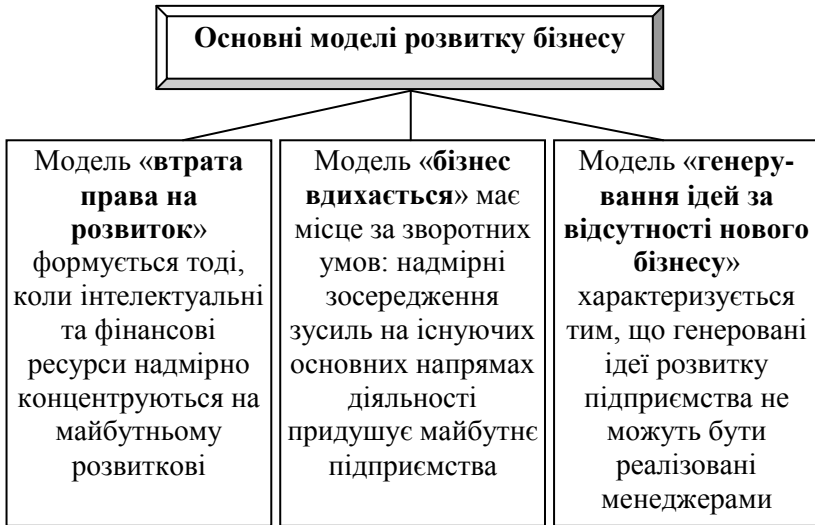 Основні моделі розвитку бізнесу
Модель «втрата
права на
розвиток»
формується тоді,
коли інтелектуальні
та фінансові
ресурси надмірно
концентруються на
майбутньому
розвиткові
Модель «бізнес
вдихається» має
місце за зворотних
умов: надмірні
зосередження
зусиль на існуючих
основних напрямах
діяльності
придушує майбутнє
підприємства
Модель «генеру-
вання ідей за
відсутності нового
бізнесу»
характеризується
тим, що генеровані
ідеї розвитку
підприємства не
можуть бути
реалізовані
менеджерами